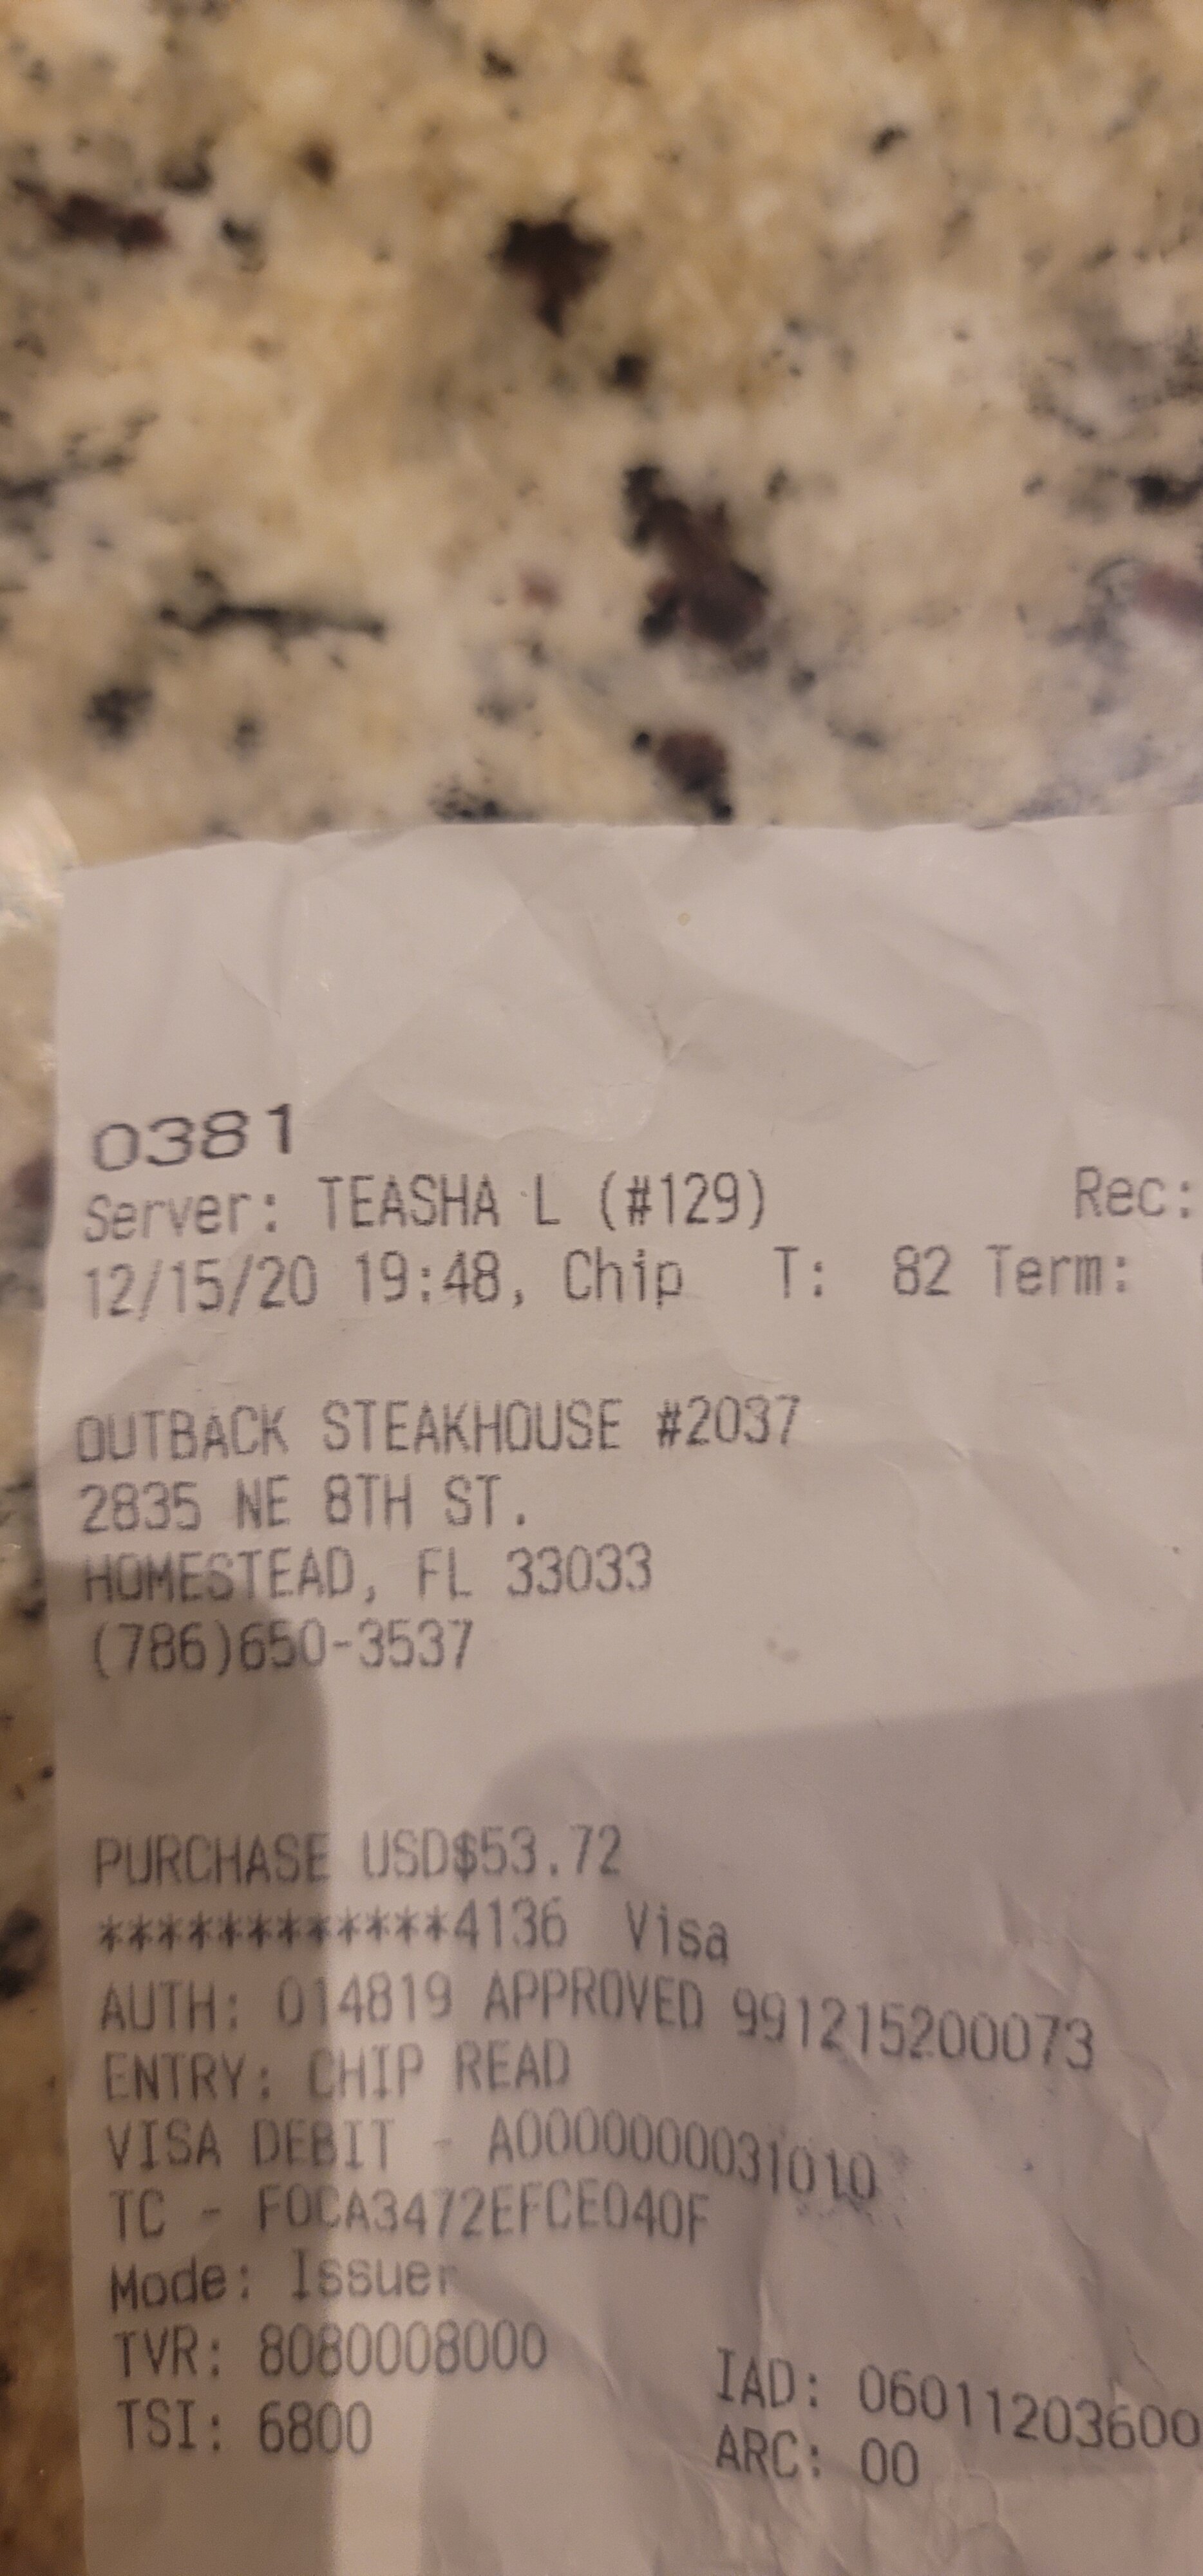 0381
Server: TEASHA L (#129) Rec:
12/15/20 19:48, Chip T: 82 Term:
OUTBACK STEAKHOUSE #2037
2835 NE 8TH ST.
HOMESTEAD, FL 33033
(786)650-3537
PURCHASE USD$53.72
************4136 Visa
AUTH: 014819 APPROVED 991215200073
ENTRY: CHIP READ
VISA DEBIT - A0000000031010
TC - F0CA3472EFCE040F
Mode: Issuer
TVR: 8080008000 IAD: 06011203600
TSI: 6800 ARC: 00